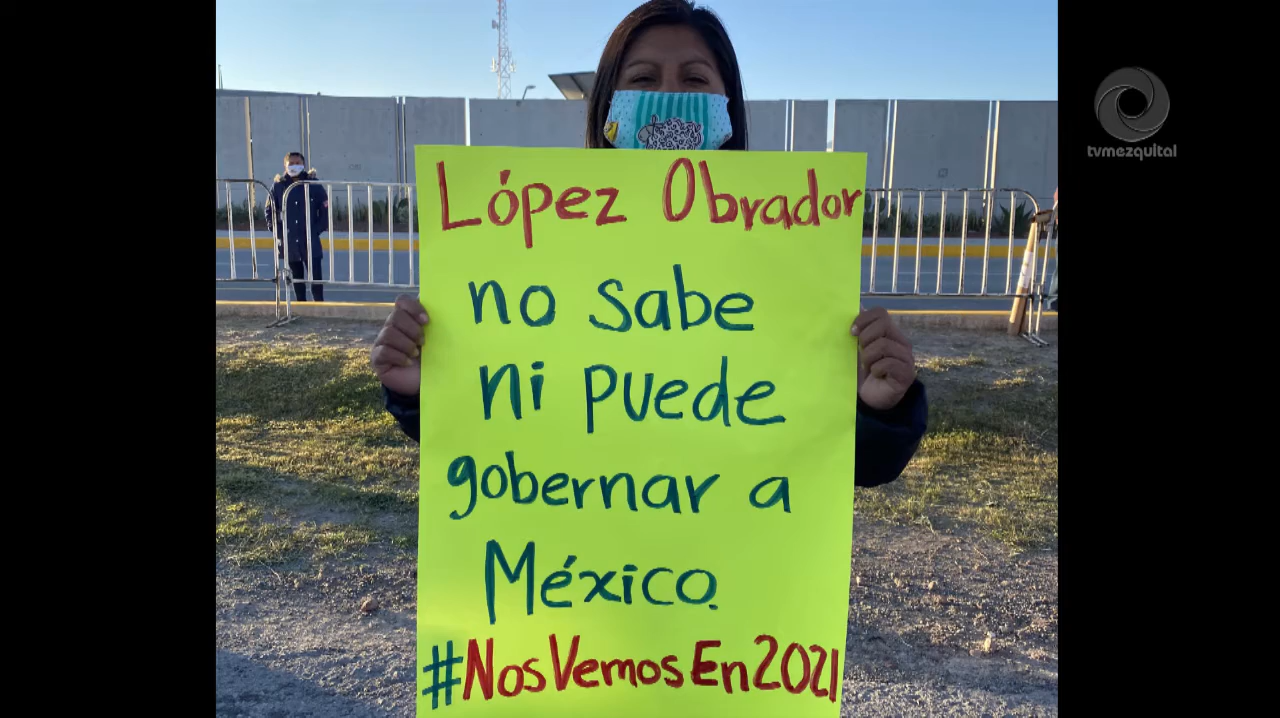 tvmezquital
López Obrador
no sabe
ni puede
gobernar a
México.
#NosVemosEn2021